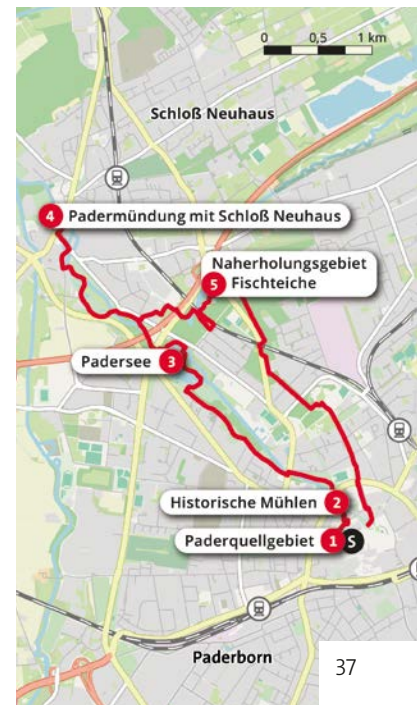 0 0,5 1 km
Schloß Neuhaus
4 Padermündung mit Schloß Neuhaus
Naherholungsgebiet
5 Fischteiche
Padersee 3
Historische Mühlen 2
Paderquellgebiet 1 S
Paderborn
37